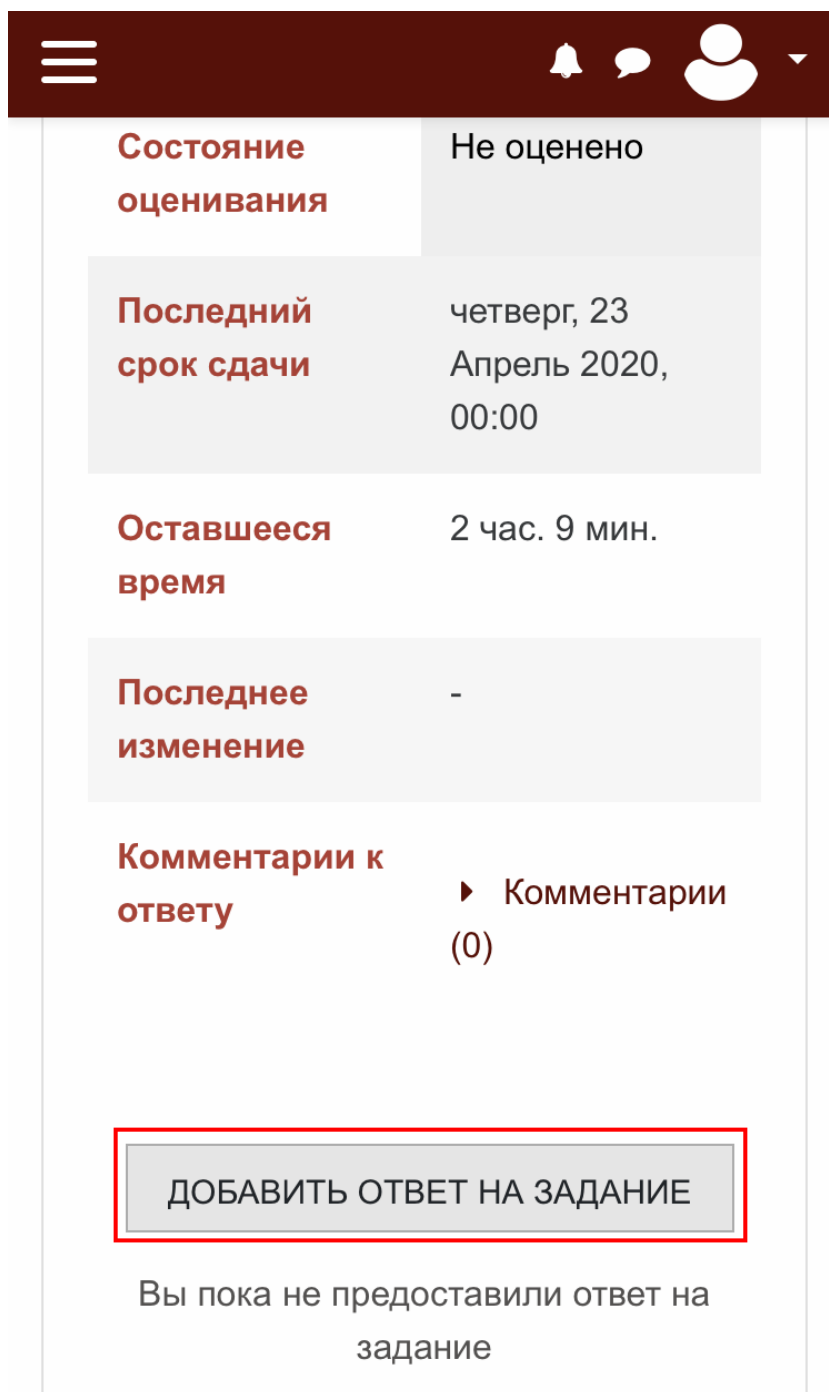 Состояние
оценивания
Не оценено
Последний
срок сдачи
четверг, 23
Апрель 2020,
00:00
Оставшееся
время
2 час. 9 мин.
Последнее
изменение
-
Комментарии к
ответу
Комментарии
(0)
ДОБАВИТЬ ОТВЕТ НА ЗАДАНИЕ
Вы пока не предоставили ответ на
задание